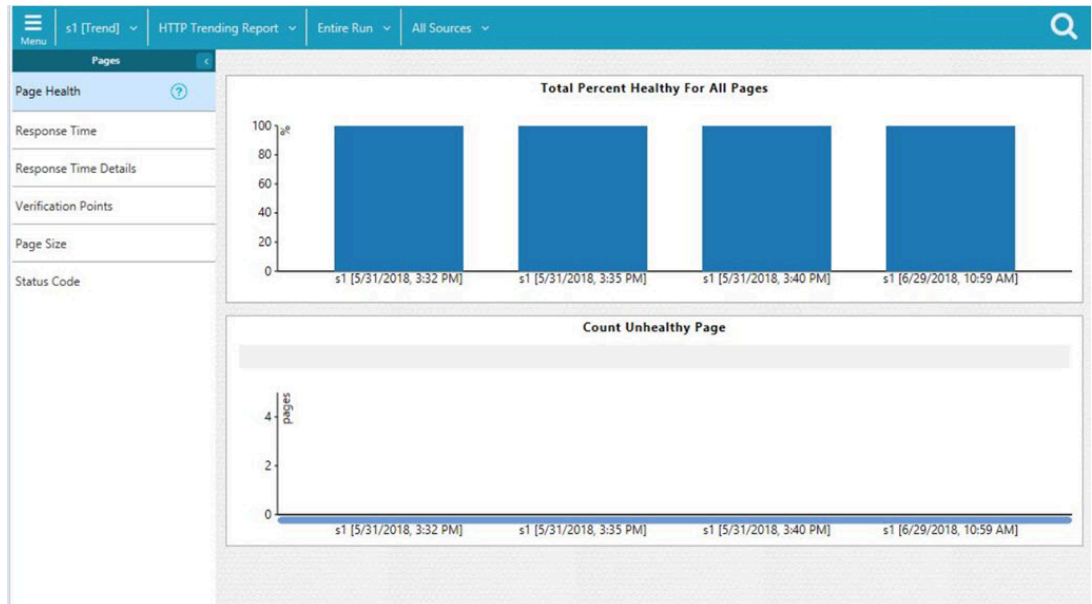 Menu
s1 [Trend]
HTTP Trending Report
Entire Run
All Sources
Pages
Page Health
?
Response Time
Response Time Details
Verification Points
Page Size
Status Code
Total Percent Healthy For All Pages
%
100
80
60
40
20
0
s1 [5/31/2018, 3:32 PM] s1 [5/31/2018, 3:35 PM] s1 [5/31/2018, 3:40 PM] s1 [6/29/2018, 10:59 AM]
Count Unhealthy Page
pages
4
2
0
s1 [5/31/2018, 3:32 PM] s1 [5/31/2018, 3:35 PM] s1 [5/31/2018, 3:40 PM] s1 [6/29/2018, 10:59 AM]